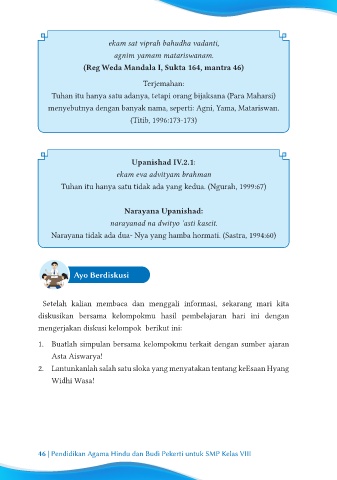 ekam sat viprah bahudha vadanti,
agnim yamam matariswanam.
(Reg Weda Mandala I, Sukta 164, mantra 46)
Terjemahan:
Tuhan itu hanya satu adanya, tetapi orang bijaksana (Para Maharsi)
menyebutnya dengan banyak nama, seperti: Agni, Yama, Matariswan.
(Titib, 1996:173-173)
Upanishad IV.2.1:
ekam eva advityam brahman
Tuhan itu hanya satu tidak ada yang kedua. (Ngurah, 1999:67)
Narayana Upanishad:
narayanad na dwityo 'asti kascit.
Narayana tidak ada dua- Nya yang hamba hormati. (Sastra, 1994:60)
Ayo Berdiskusi
Setelah kalian membaca dan menggali informasi, sekarang mari kita
diskusikan bersama kelompokmu hasil pembelajaran hari ini dengan
mengerjakan diskusi kelompok berikut ini:
1. Buatlah simpulan bersama kelompokmu terkait dengan sumber ajaran
Asta Aiswarya!
2. Lantunkanlah salah satu sloka yang menyatakan tentang keEsaan Hyang
Widhi Wasa!
46 | Pendidikan Agama Hindu dan Budi Pekerti untuk SMP Kelas VIII